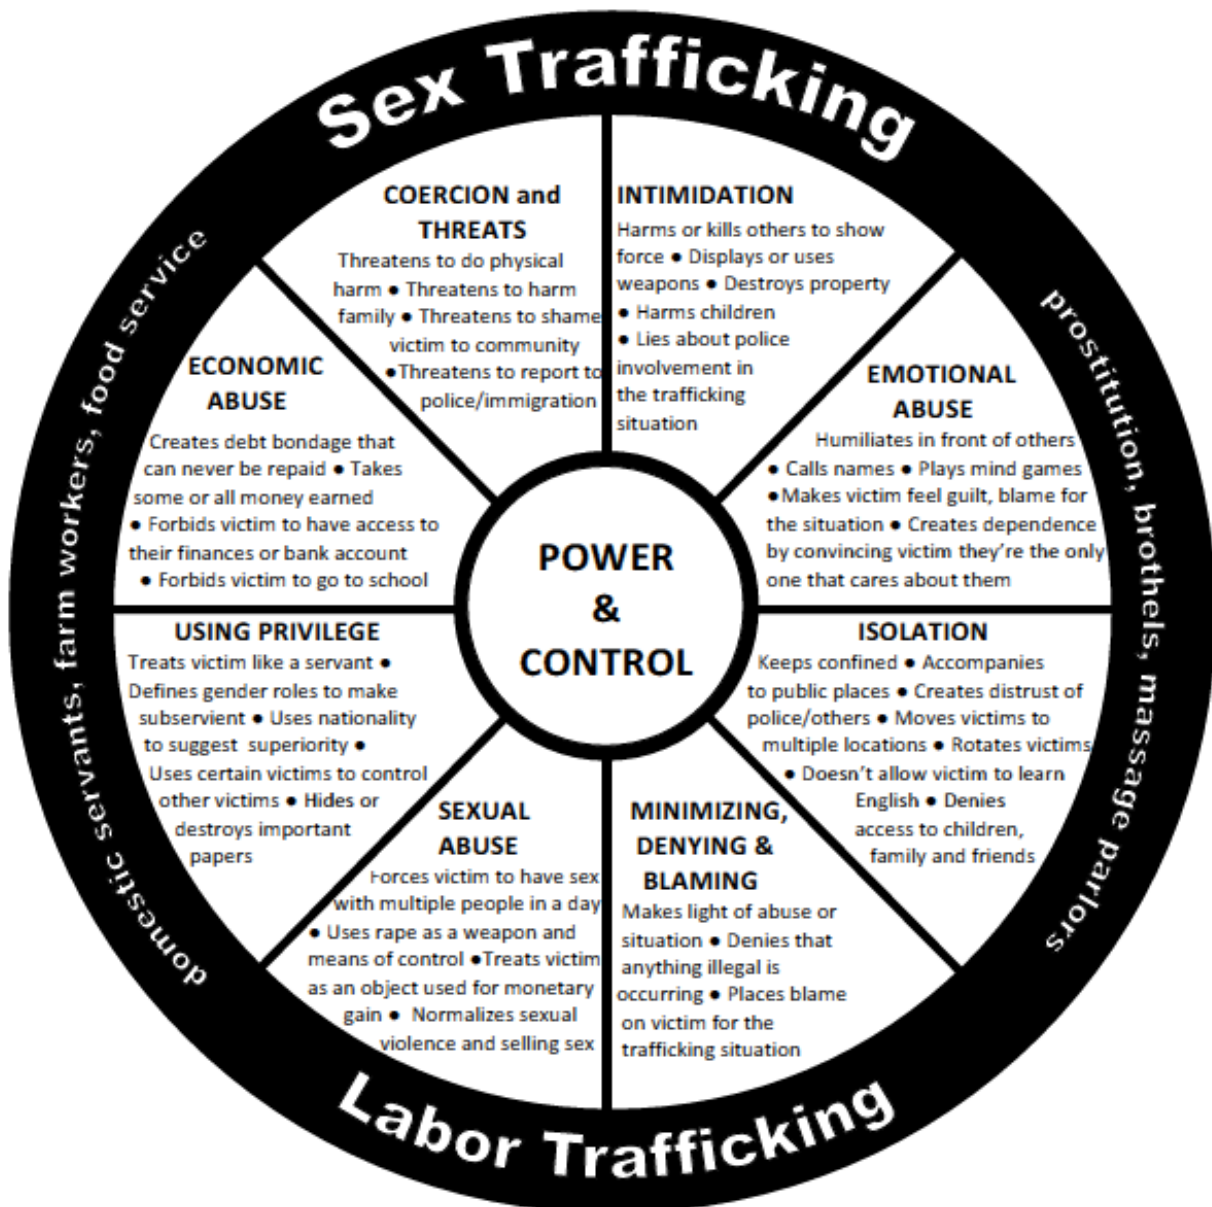 Sex Trafficking
COERCION and
THREATS
Threatens to do physical
harm ● Threatens to harm
family ● Threatens to shame
victim to community
●Threatens to report to
police/immigration
INTIMIDATION
Harms or kills others to show
force ● Displays or uses
weapons ● Destroys property
● Harms children
● Lies about police
involvement in
the trafficking
situation
EMOTIONAL
ABUSE
Humiliates in front of others
● Calls names ● Plays mind games
●Makes victim feel guilt, blame for
the situation ● Creates dependence
by convincing victim they're the only
one that cares about them
ISOLATION
Keeps confined ● Accompanies
to public places ● Creates distrust of
police/others ● Moves victims to
multiple locations ● Rotates victims
● Doesn't allow victim to learn
English ● Denies
access to children,
family and friends
MINIMIZING,
DENYING &
BLAMING
Makes light of abuse or
situation ● Denies that
anything illegal is
occurring ● Places blame
on victim for the
trafficking situation
SEXUAL
ABUSE
Forces victim to have sex
with multiple people in a day
● Uses rape as a weapon and
means of control ●Treats victim
as an object used for monetary
gain ● Normalizes sexual
violence and selling sex
USING PRIVILEGE
Treats victim like a servant ●
Defines gender roles to make
subservient ● Uses nationality
to suggest superiority ●
Uses certain victims to control
other victims ● Hides or
destroys important
papers
ECONOMIC
ABUSE
Creates debt bondage that
can never be repaid ● Takes
some or all money earned
● Forbids victim to have access to
their finances or bank account
● Forbids victim to go to school
POWER
&
CONTROL
prostitution, brothels, massage parlors
domestic servants, farm workers, food service
Labor Trafficking